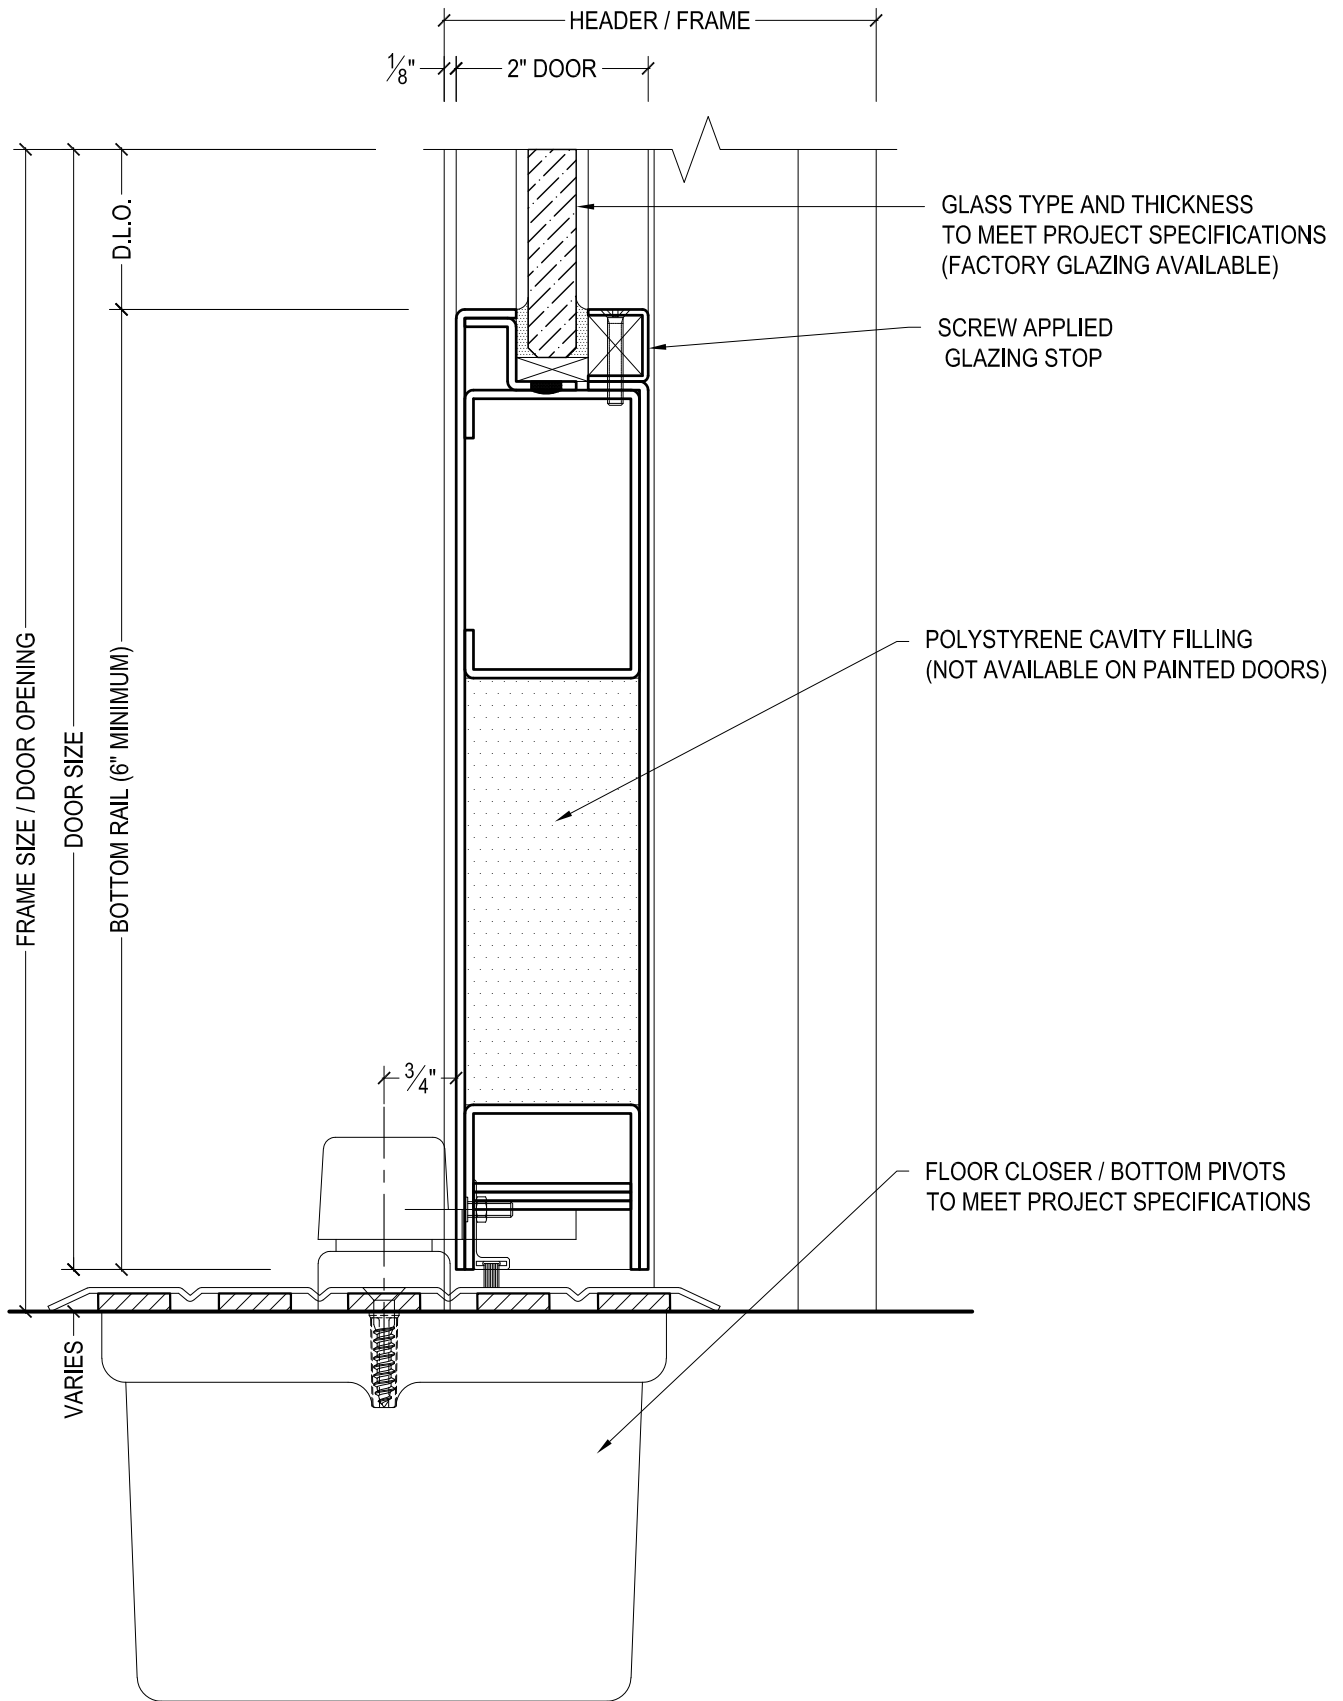 HEADER / FRAME
1/8"
2" DOOR
D.L.O.
GLASS TYPE AND THICKNESS
TO MEET PROJECT SPECIFICATIONS
(FACTORY GLAZING AVAILABLE)
SCREW APPLIED
GLAZING STOP
FRAME SIZE / DOOR OPENING
DOOR SIZE
BOTTOM RAIL (6" MINIMUM)
POLYSTYRENE CAVITY FILLING
(NOT AVAILABLE ON PAINTED DOORS)
3/4"
FLOOR CLOSER / BOTTOM PIVOTS
TO MEET PROJECT SPECIFICATIONS
VARIES